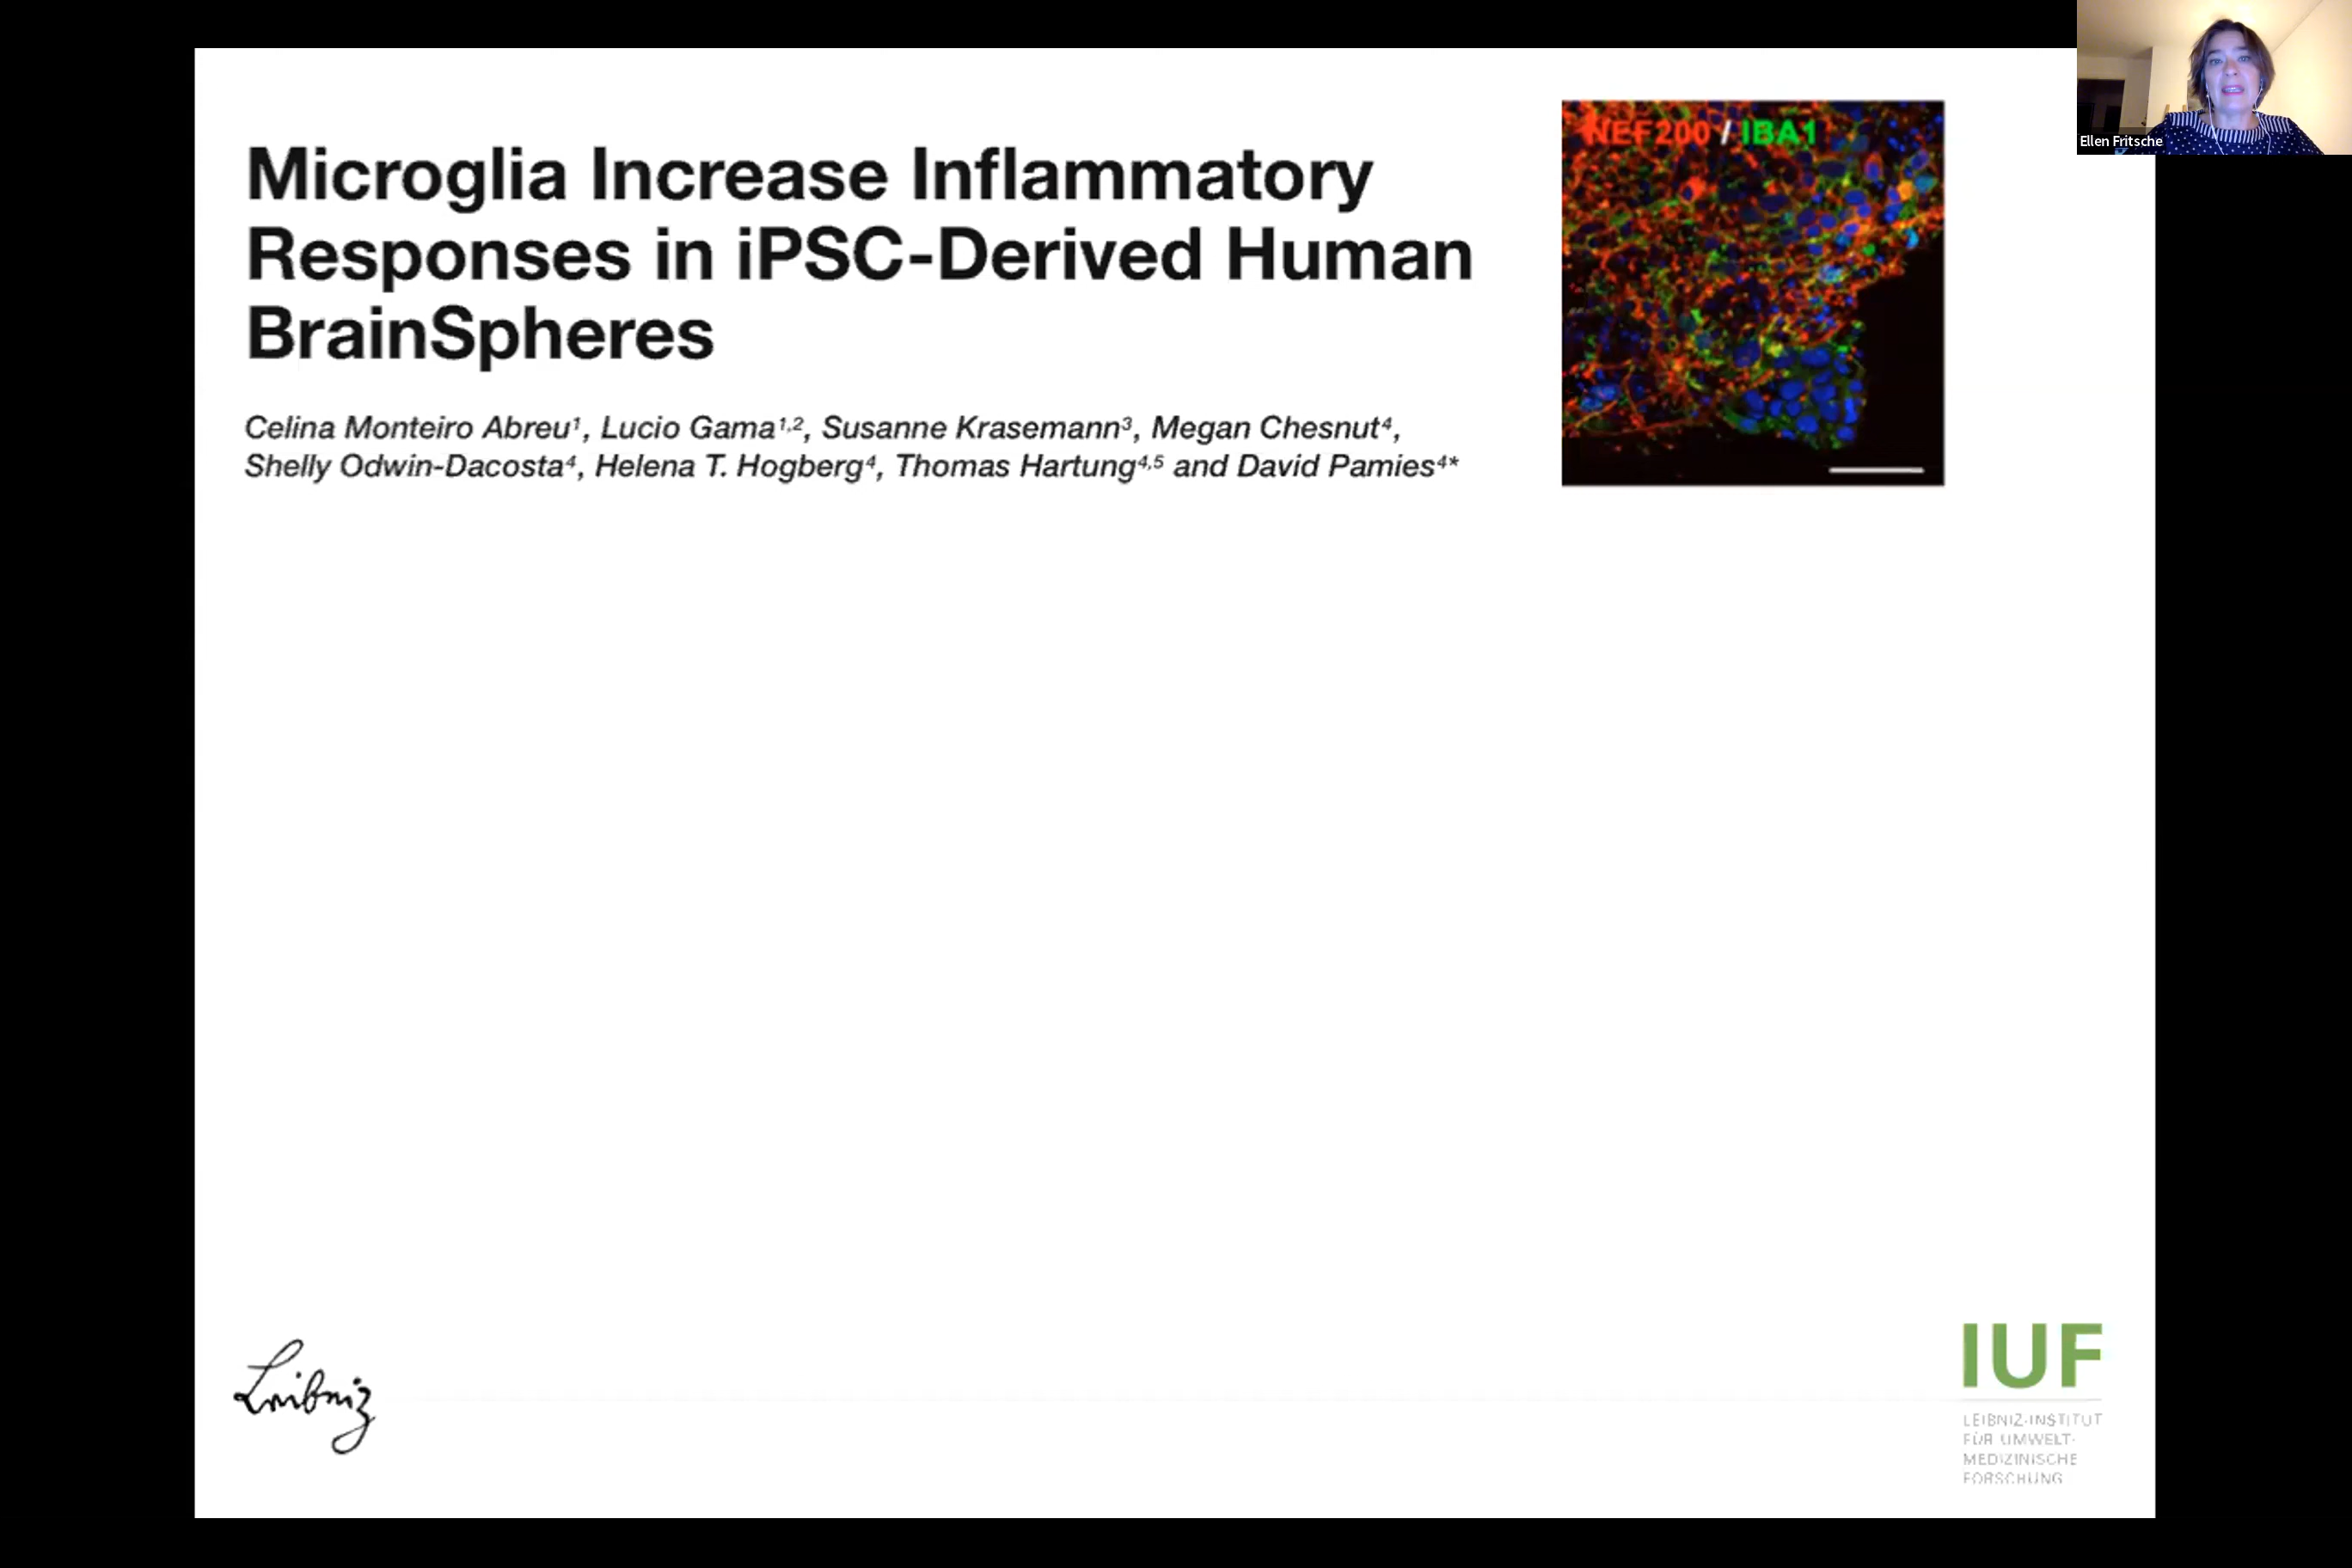 Microglia Increase Inflammatory
Responses in iPSC-Derived Human
BrainSpheres
Celina Monteiro Abreu¹, Lucio Gama¹,², Susanne Krasemann³, Megan Chesnut⁴,
Shelly Odwin-Dacosta⁴, Helena T. Hogberg⁴, Thomas Hartung⁴,⁵ and David Pamies⁴*
NEF200 / IBA1
Ellen Fritsche
Leibniz
IUF
LEIBNIZ-INSTITUT
FÜR UMWELT-
MEDIZINISCHE
FORSCHUNG